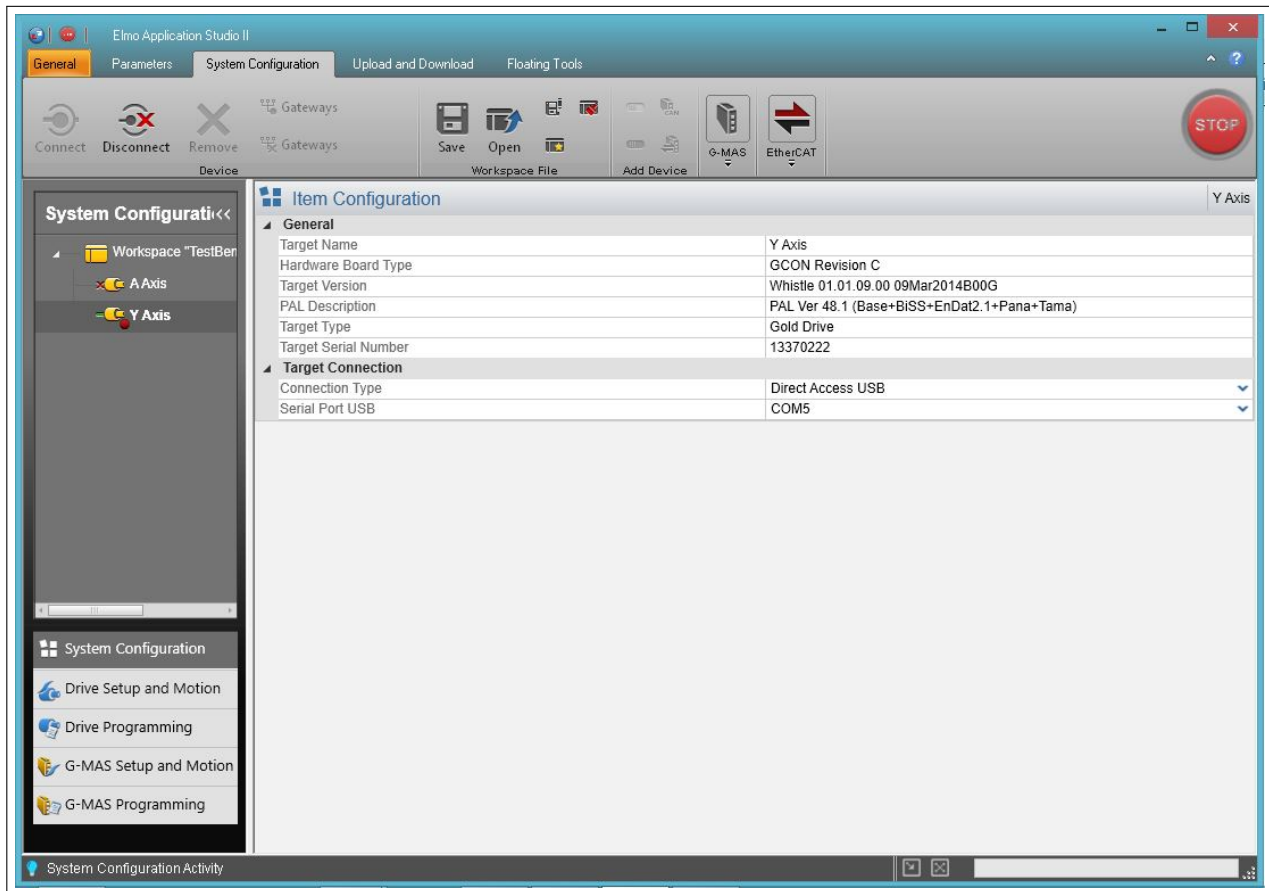 Elmo Application Studio II
General Parameters System Configuration Upload and Download Floating Tools
Connect Disconnect Remove Gateways Gateways Device
Save Open Workspace File
CAN Add Device
G-MAS EtherCAT
STOP
System Configurati <<
Workspace "TestBen
A Axis
Y Axis
Item Configuration Y Axis
General
Target Name Y Axis
Hardware Board Type GCON Revision C
Target Version Whistle 01.01.09.00 09Mar2014B00G
PAL Description PAL Ver 48.1 (Base+BiSS+EnDat2.1+Pana+Tama)
Target Type Gold Drive
Target Serial Number 13370222
Target Connection
Connection Type Direct Access USB
Serial Port USB COM5
System Configuration
Drive Setup and Motion
Drive Programming
G-MAS Setup and Motion
G-MAS Programming
System Configuration Activity